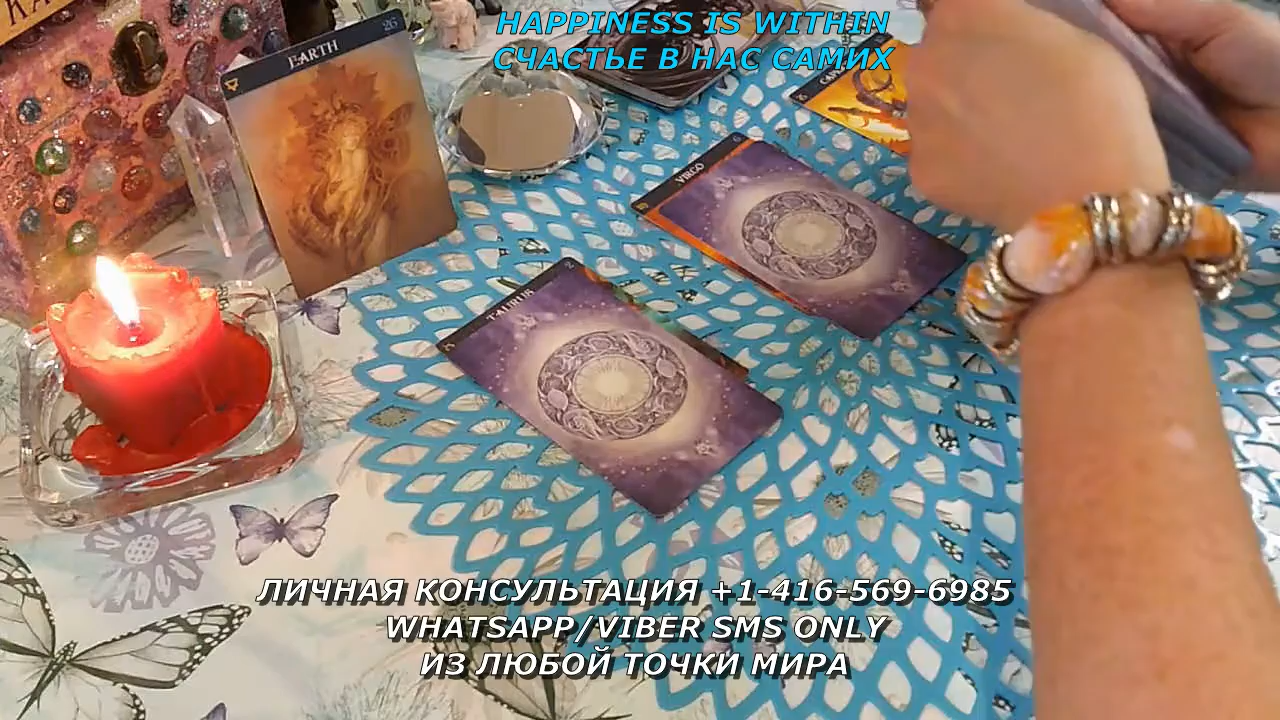 HAPPINESS IS WITHIN
СЧАСТЬЕ В НАС САМИХ
EARTH 26
VIRGO
TAURUS
ЛИЧНАЯ КОНСУЛЬТАЦИЯ +1-416-569-6985
WHATSAPP/VIBER SMS ONLY
ИЗ ЛЮБОЙ ТОЧКИ МИРА